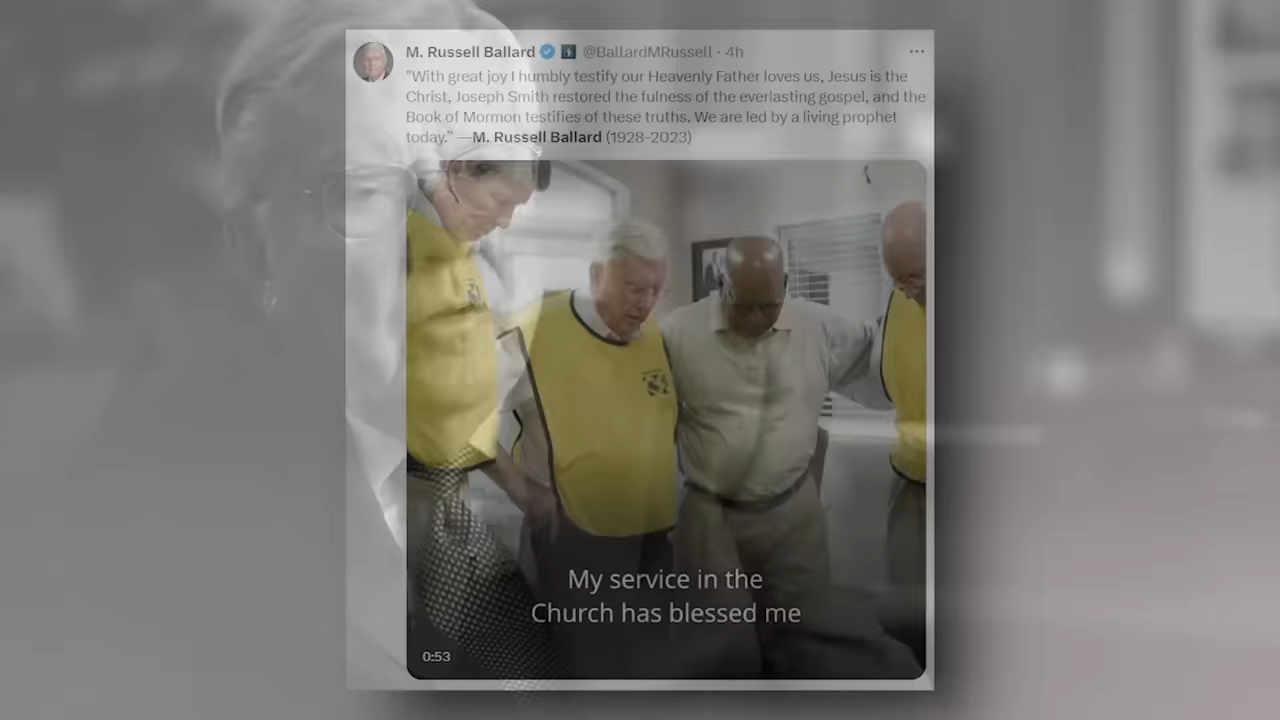 M. Russell Ballard @BallardMRussell · 4h
"With great joy I humbly testify our Heavenly Father loves us, Jesus is the
Christ, Joseph Smith restored the fulness of the everlasting gospel, and the
Book of Mormon testifies of these truths. We are led by a living prophet
today." —M. Russell Ballard (1928-2023)
My service in the
Church has blessed me
0:53